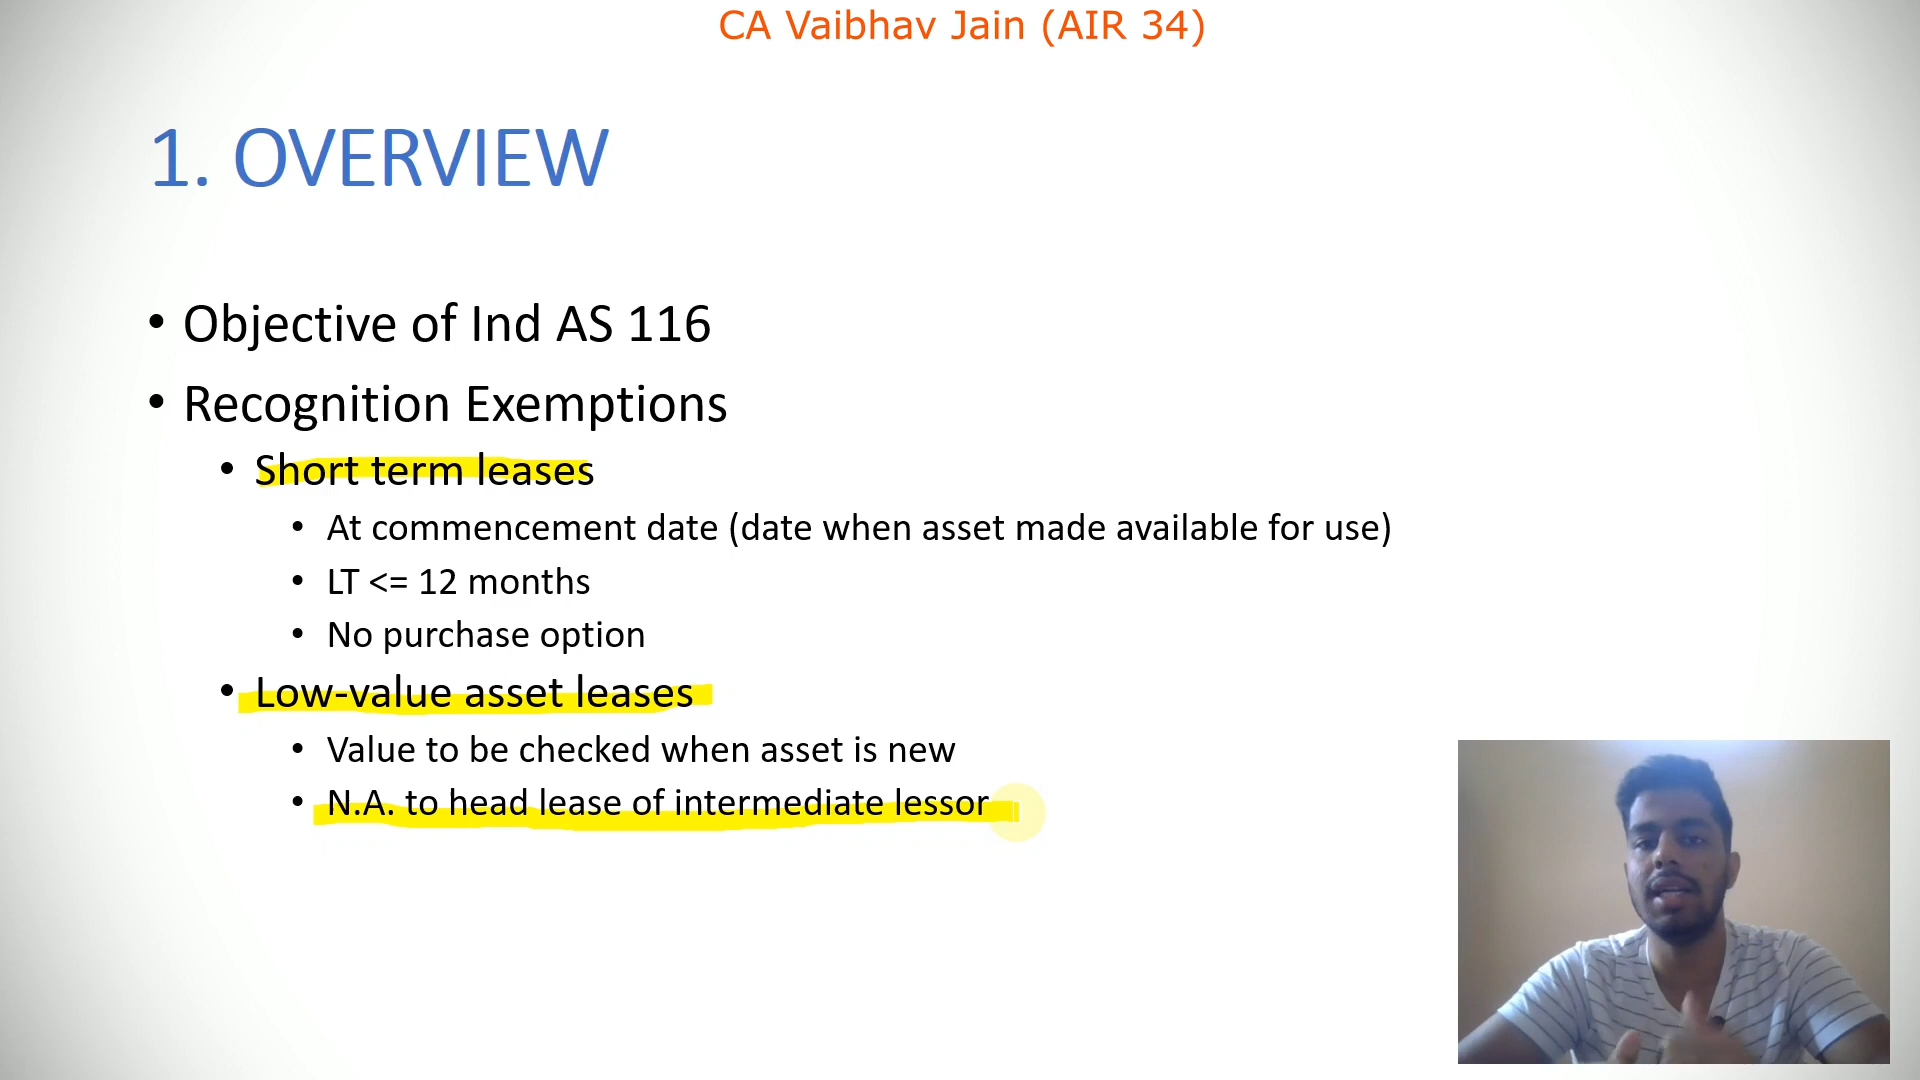 CA Vaibhav Jain (AIR 34)
1. OVERVIEW
• Objective of Ind AS 116
• Recognition Exemptions
• Short term leases
• At commencement date (date when asset made available for use)
• LT <= 12 months
• No purchase option
• Low-value asset leases
• Value to be checked when asset is new
• N.A. to head lease of intermediate lessor